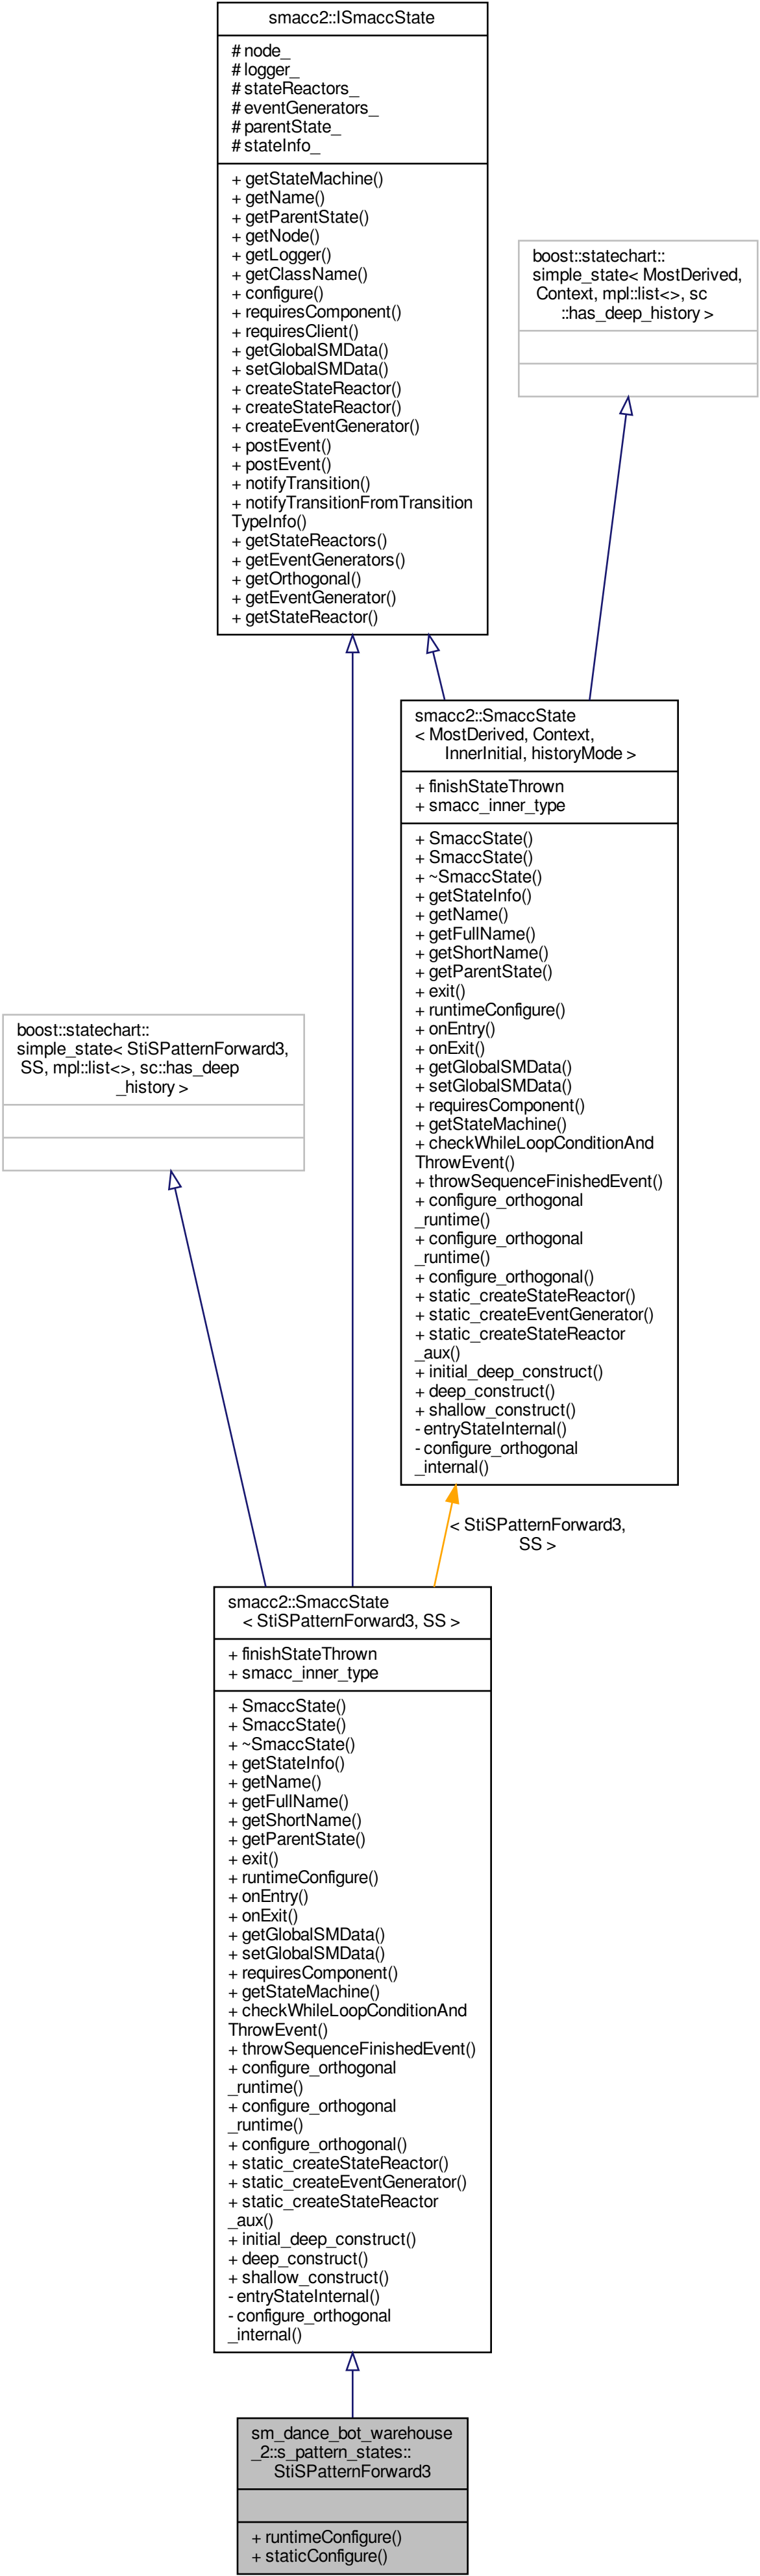 smacc2::ISmaccState
# node_
# logger_
# stateReactors_
# eventGenerators_
# parentState_
# stateInfo_
+ getStateMachine()
+ getName()
+ getParentState()
+ getNode()
+ getLogger()
+ getClassName()
+ configure()
+ requiresComponent()
+ requiresClient()
+ getGlobalSMData()
+ setGlobalSMData()
+ createStateReactor()
+ createStateReactor()
+ createEventGenerator()
+ postEvent()
+ postEvent()
+ notifyTransition()
+ notifyTransitionFromTransition
TypeInfo()
+ getStateReactors()
+ getEventGenerators()
+ getOrthogonal()
+ getEventGenerator()
+ getStateReactor()
boost::statechart::
simple_state< MostDerived,
Context, mpl::list<>, sc
::has_deep_history >
smacc2::SmaccState
< MostDerived, Context,
InnerInitial, historyMode >
+ finishStateThrown
+ smacc_inner_type
+ SmaccState()
+ SmaccState()
+ ~SmaccState()
+ getStateInfo()
+ getName()
+ getFullName()
+ getShortName()
+ getParentState()
+ exit()
+ runtimeConfigure()
+ onEntry()
+ onExit()
+ getGlobalSMData()
+ setGlobalSMData()
+ requiresComponent()
+ getStateMachine()
+ checkWhileLoopConditionAnd
ThrowEvent()
+ throwSequenceFinishedEvent()
+ configure_orthogonal
_runtime()
+ configure_orthogonal
_runtime()
+ configure_orthogonal()
+ static_createStateReactor()
+ static_createEventGenerator()
+ static_createStateReactor
_aux()
+ initial_deep_construct()
+ deep_construct()
+ shallow_construct()
- entryStateInternal()
- configure_orthogonal
_internal()
boost::statechart::
simple_state< StiSPatternForward3,
SS, mpl::list<>, sc::has_deep
_history >
< StiSPatternForward3,
SS >
smacc2::SmaccState
< StiSPatternForward3, SS >
+ finishStateThrown
+ smacc_inner_type
+ SmaccState()
+ SmaccState()
+ ~SmaccState()
+ getStateInfo()
+ getName()
+ getFullName()
+ getShortName()
+ getParentState()
+ exit()
+ runtimeConfigure()
+ onEntry()
+ onExit()
+ getGlobalSMData()
+ setGlobalSMData()
+ requiresComponent()
+ getStateMachine()
+ checkWhileLoopConditionAnd
ThrowEvent()
+ throwSequenceFinishedEvent()
+ configure_orthogonal
_runtime()
+ configure_orthogonal
_runtime()
+ configure_orthogonal()
+ static_createStateReactor()
+ static_createEventGenerator()
+ static_createStateReactor
_aux()
+ initial_deep_construct()
+ deep_construct()
+ shallow_construct()
- entryStateInternal()
- configure_orthogonal
_internal()
sm_dance_bot_warehouse
_2::s_pattern_states::
StiSPatternForward3
+ runtimeConfigure()
+ staticConfigure()